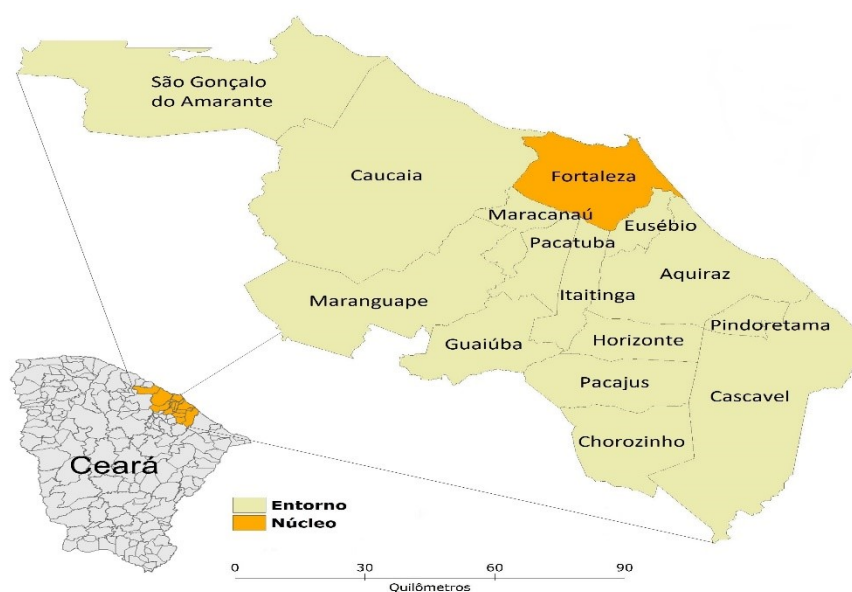 São Gonçalo
do Amarante
Caucaia
Fortaleza
Maracanaú
Eusébio
Pacatuba
Aquiraz
Maranguape
Itaitinga
Pindoretama
Guaiúba
Horizonte
Pacajus
Cascavel
Chorozinho
Ceará
Entorno
Núcleo
0 30 60 90
Quilômetros